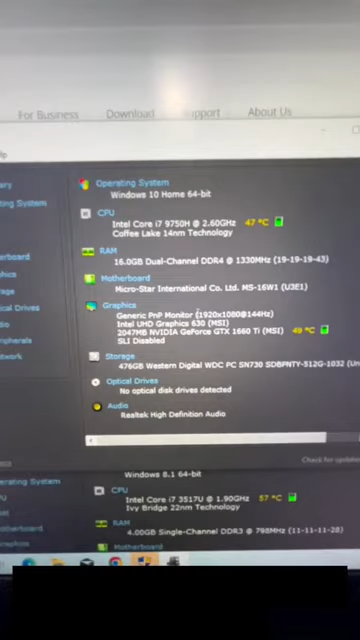 For Business Download Support About Us
Operating System
Windows 10 Home 64-bit
CPU
Intel Core i7 9750H @ 2.60GHz 47 °C
Coffee Lake 14nm Technology
RAM
16.0GB Dual-Channel DDR4 @ 1330MHz (19-19-19-43)
Motherboard
Micro-Star International Co. Ltd. MS-16W1 (U3E1)
Graphics
Generic PnP Monitor (1920x1080@144Hz)
Intel UHD Graphics 630 (MSI)
2047MB NVIDIA GeForce GTX 1660 Ti (MSI) 49 °C
SLI Disabled
Storage
476GB Western Digital WDC PC SN730 SDBPNTY-512G-1032
Optical Drives
No optical disk drives detected
Audio
Realtek High Definition Audio
Check for update
Windows 8.1 64-bit
CPU
Intel Core i7 3517U @ 1.90GHz 57 °C
Ivy Bridge 22nm Technology
RAM
4.00GB Single-Channel DDR3 @ 798MHz (11-11-11-28)
Motherboard